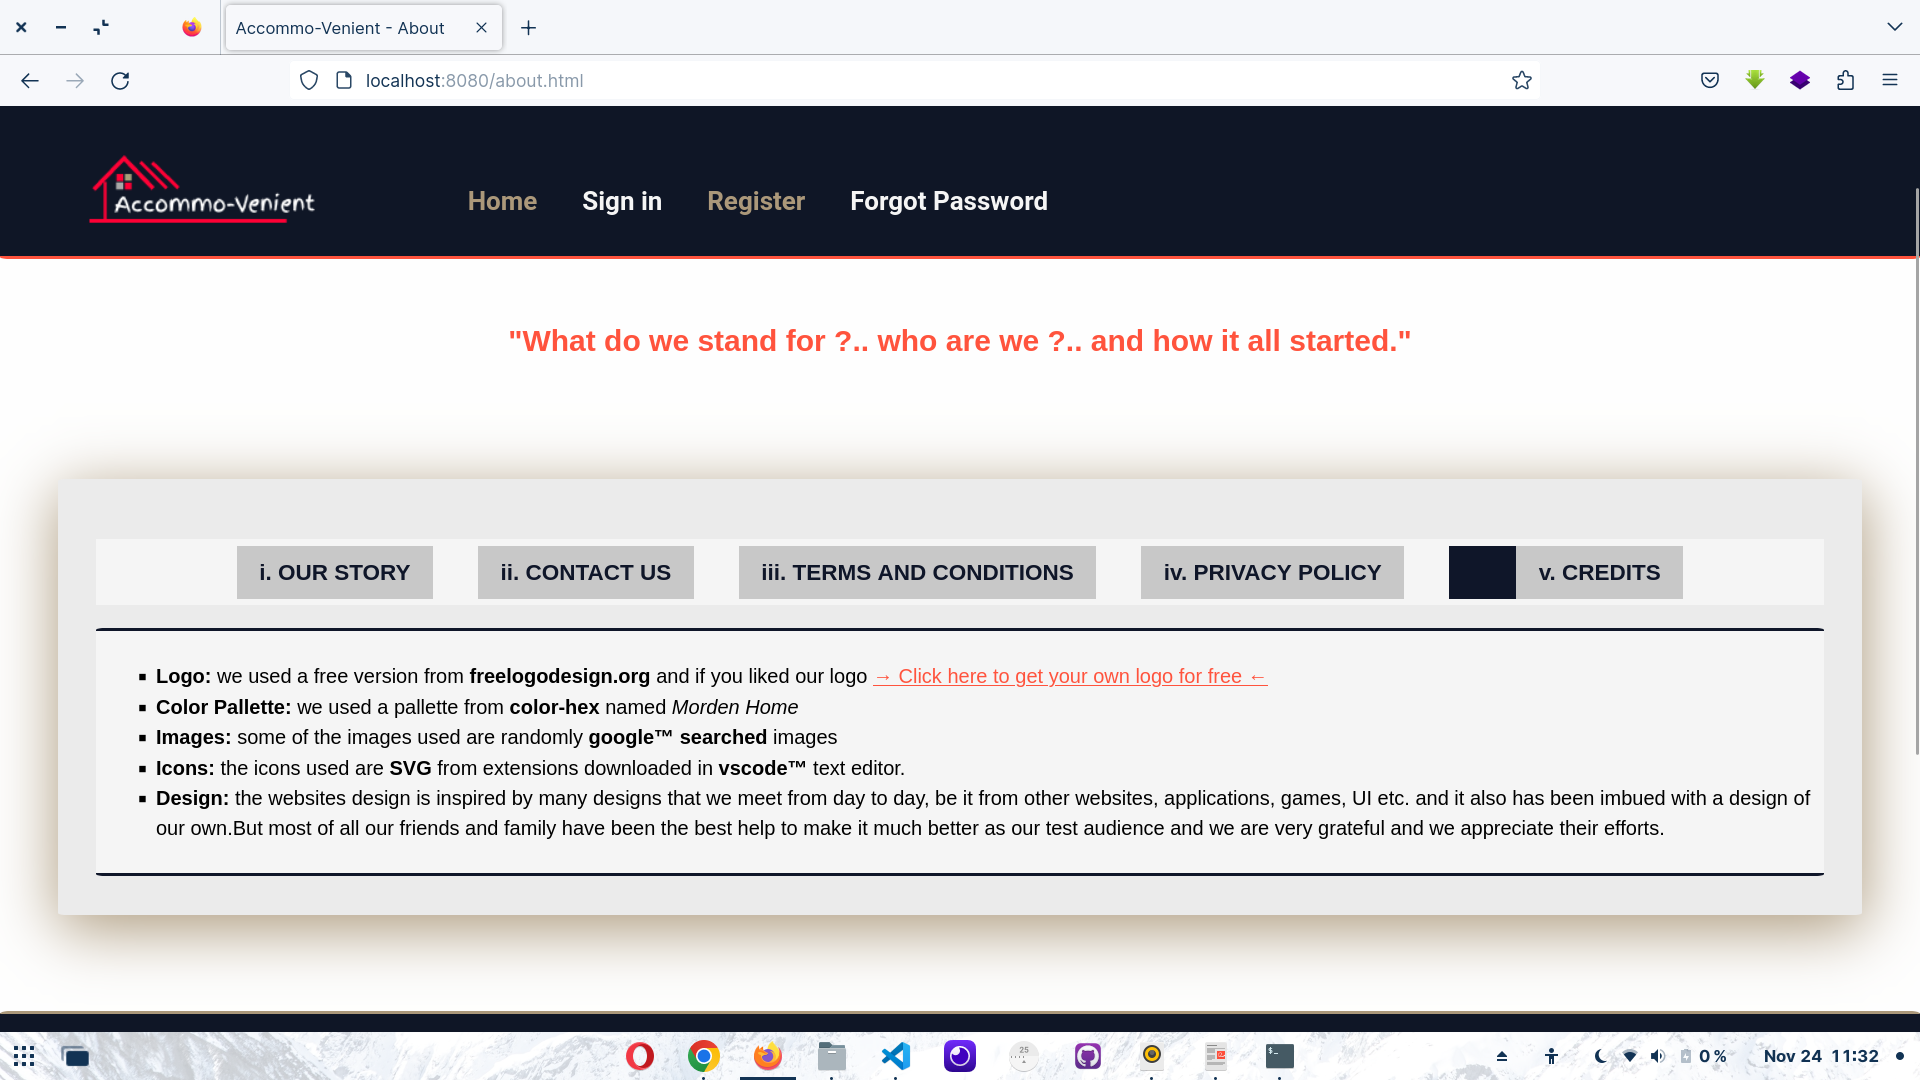 Accommo-Venient - About
localhost:8080/about.html
Accommo-Venient
Home Sign in Register Forgot Password
"What do we stand for ?.. who are we ?.. and how it all started."
i. OUR STORY ii. CONTACT US iii. TERMS AND CONDITIONS iv. PRIVACY POLICY v. CREDITS
Logo: we used a free version from freelogodesign.org and if you liked our logo → Click here to get your own logo for free ←
Color Pallette: we used a pallette from color-hex named Morden Home
Images: some of the images used are randomly google™ searched images
Icons: the icons used are SVG from extensions downloaded in vscode™ text editor.
Design: the websites design is inspired by many designs that we meet from day to day, be it from other websites, applications, games, UI etc. and it also has been imbued with a design of
our own.But most of all our friends and family have been the best help to make it much better as our test audience and we are very grateful and we appreciate their efforts.
25
$-
0 % Nov 24 11:32